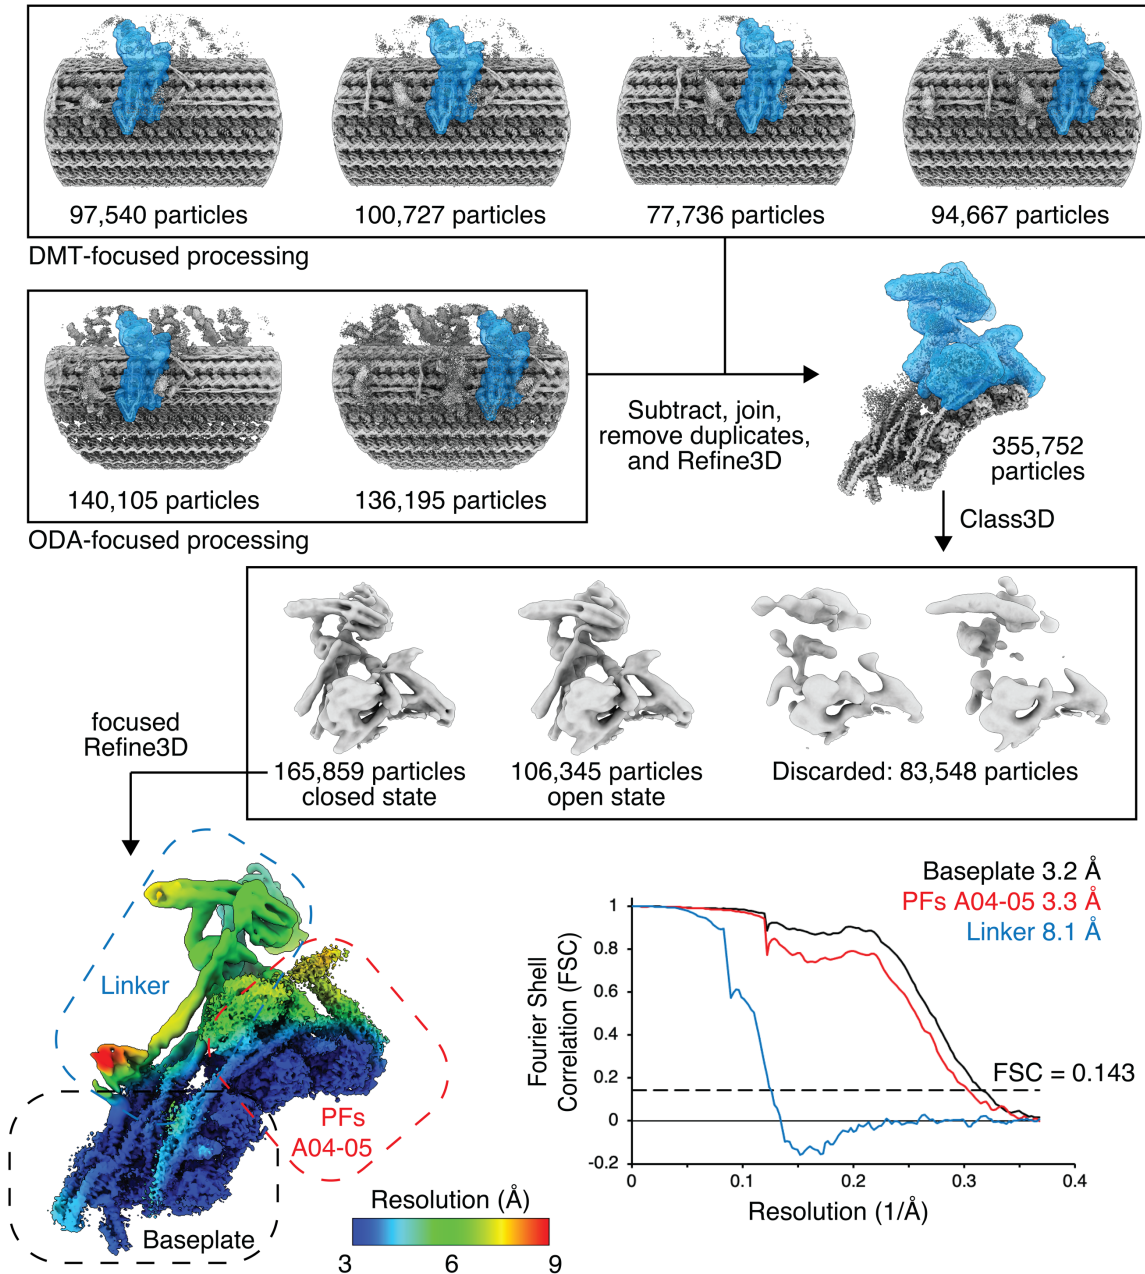 97,540 particles
100,727 particles
77,736 particles
94,667 particles
DMT-focused processing
140,105 particles
136,195 particles
ODA-focused processing
Subtract, join,
remove duplicates,
and Refine3D
355,752
particles
Class3D
focused
Refine3D
165,859 particles
closed state
106,345 particles
open state
Discarded: 83,548 particles
Linker
PFs
A04-05
Baseplate
Resolution (Å)
3
6
9
Baseplate 3.2 Å
PFs A04-05 3.3 Å
Linker 8.1 Å
Fourier Shell
Correlation (FSC)
1
0.8
0.6
0.4
0.2
0
-0.2
FSC = 0.143
0
0.1
0.2
0.3
0.4
Resolution (1/Å)